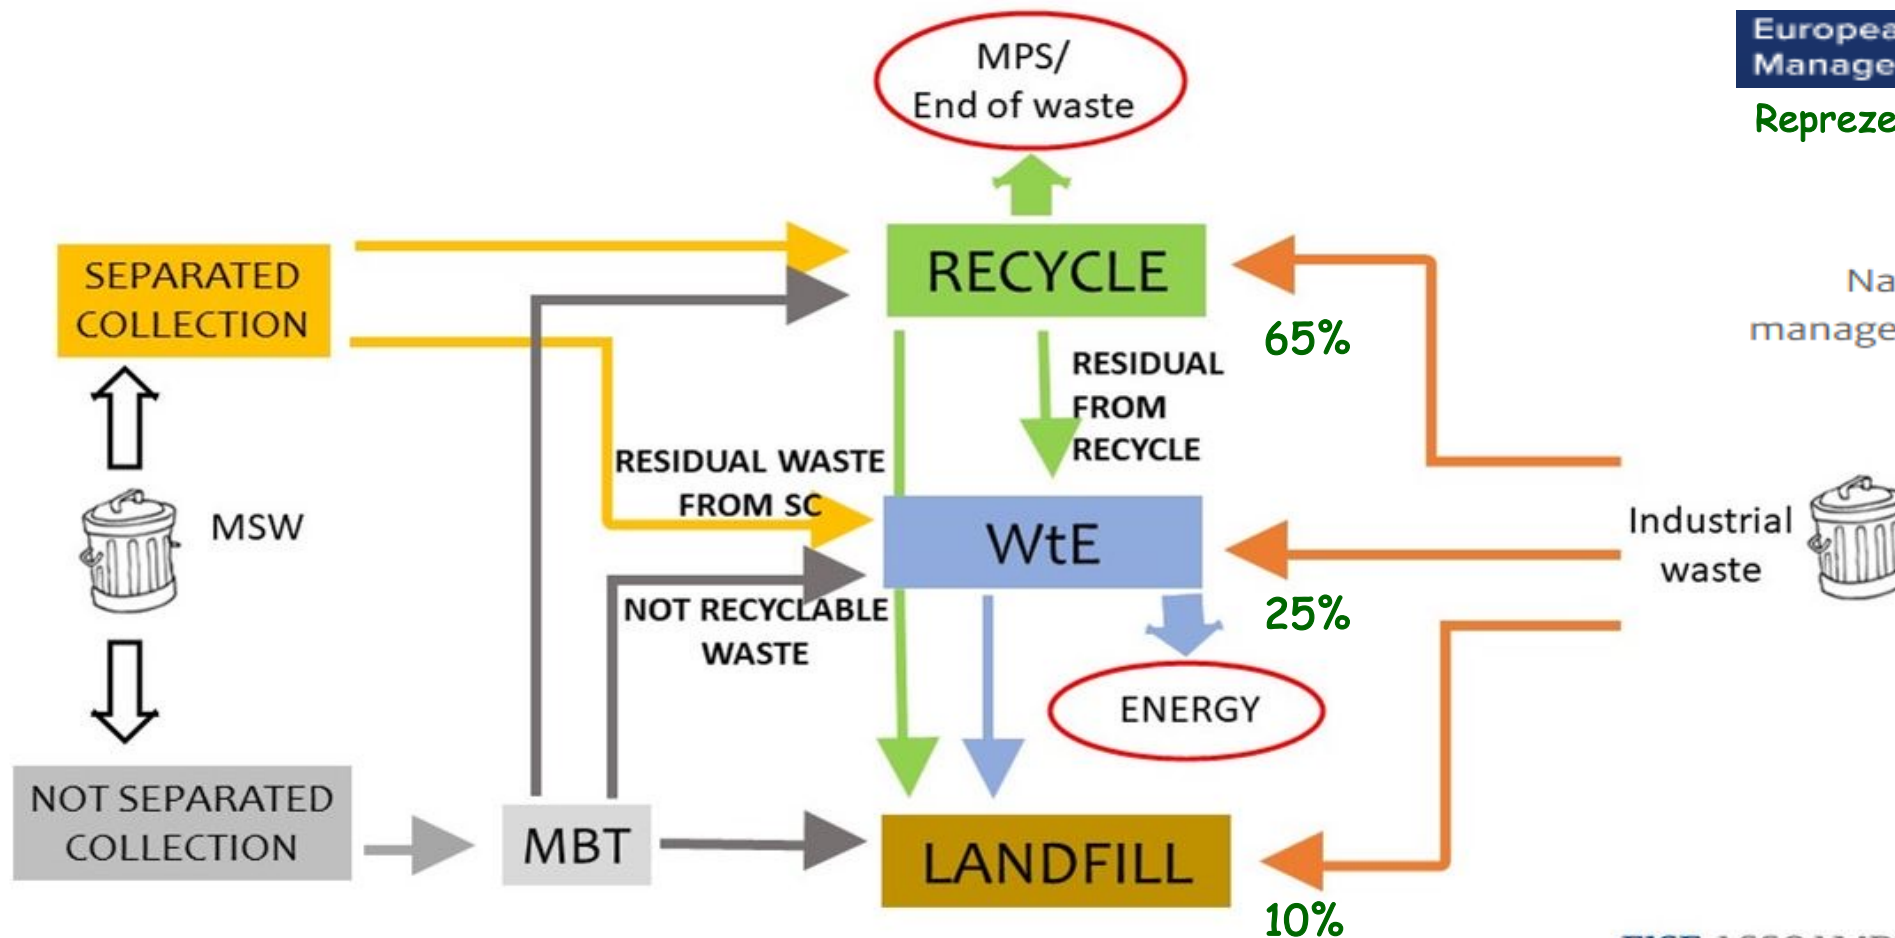 MPS/
End of waste
SEPARATED
COLLECTION
RECYCLE
65%
RESIDUAL
FROM
RECYCLE
RESIDUAL WASTE
FROM SC
MSW
WtE
25%
Industrial
waste
NOT RECYCLABLE
WASTE
ENERGY
NOT SEPARATED
COLLECTION
MBT
LANDFILL
10%